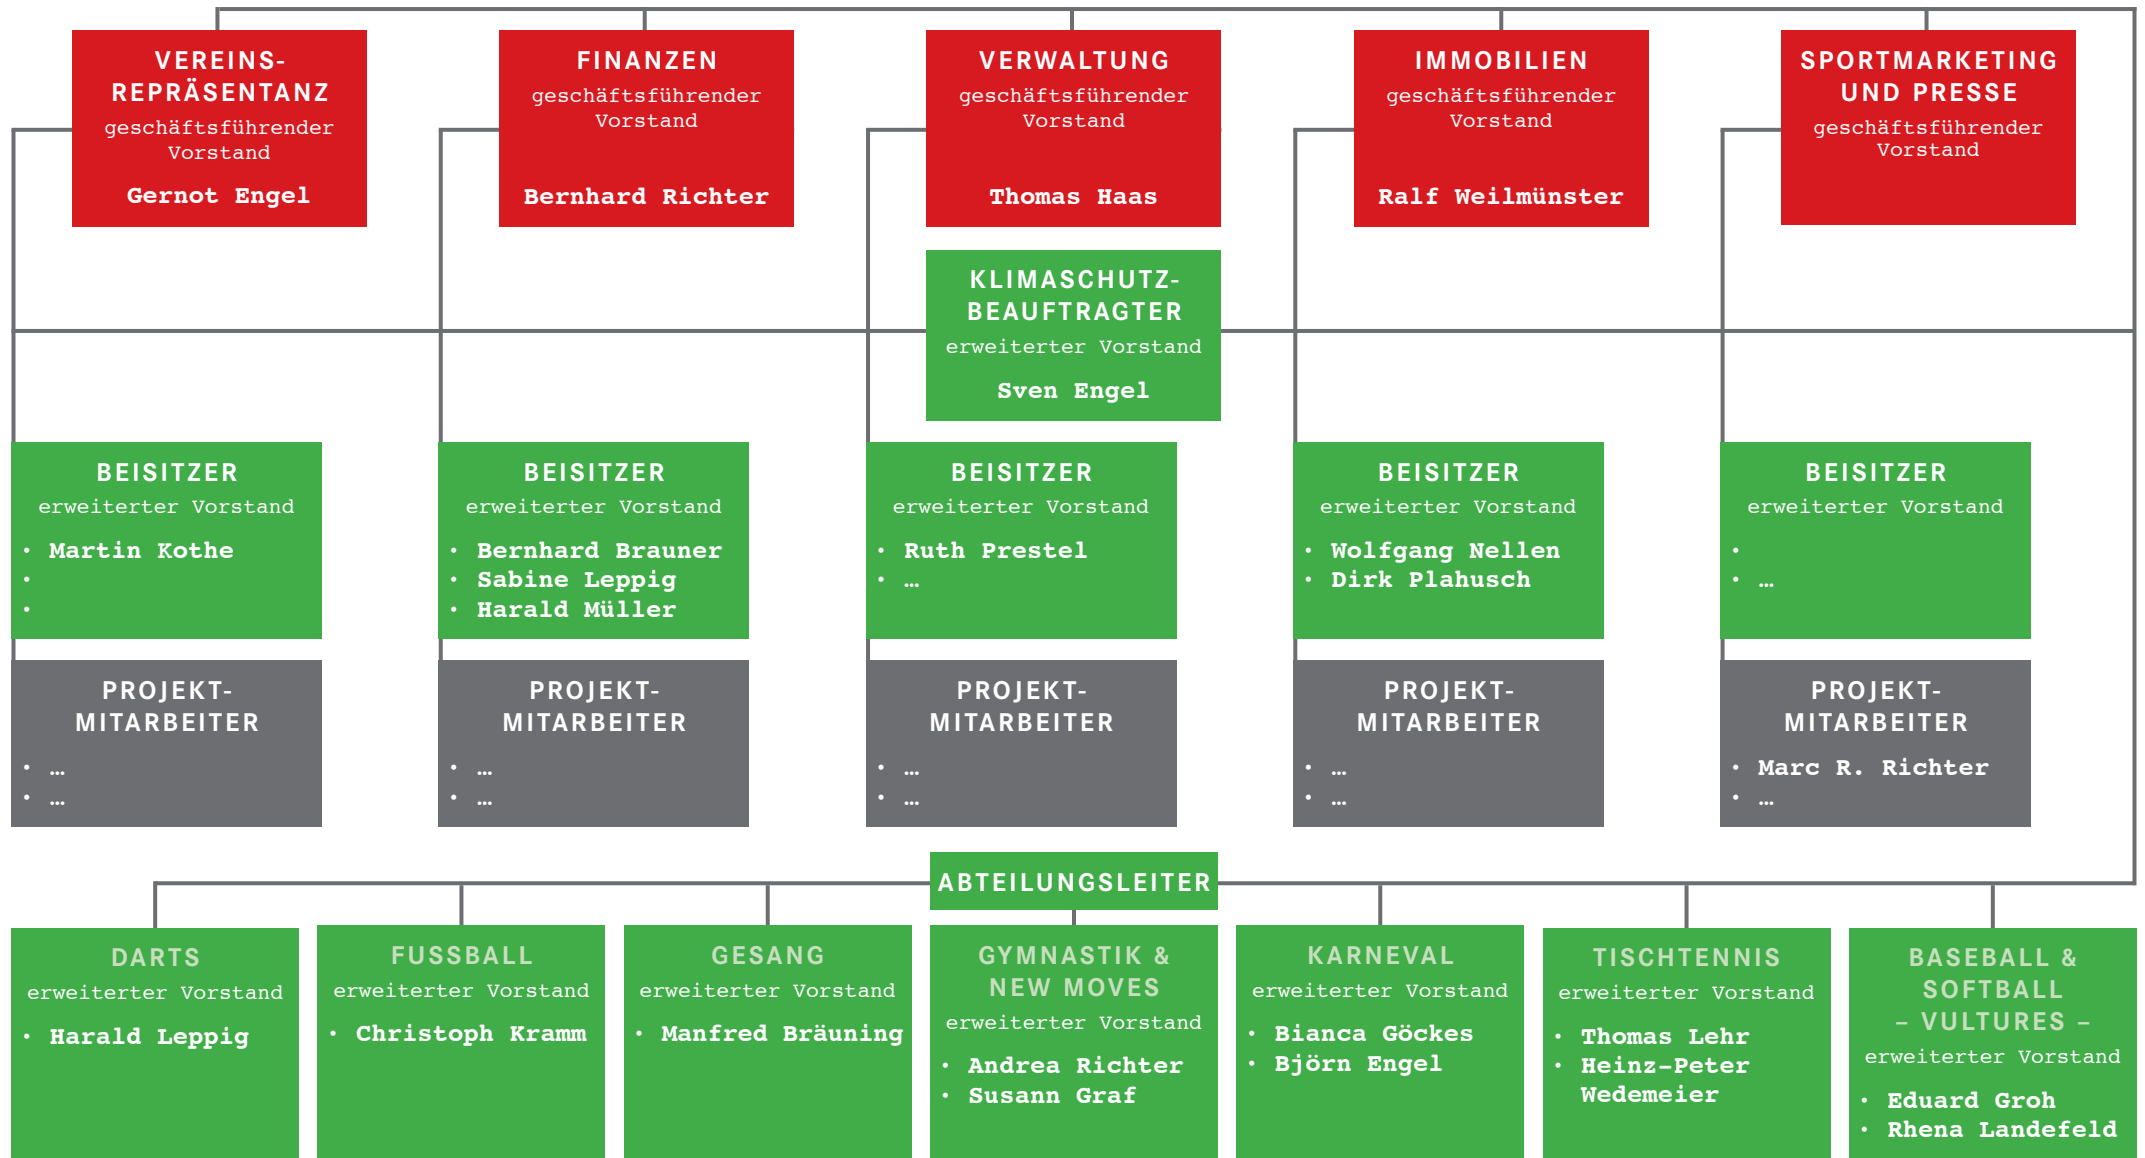 VEREINS-
REPRÄSENTANZ
geschäftsführender
Vorstand
Gernot Engel
FINANZEN
geschäftsführender
Vorstand
Bernhard Richter
VERWALTUNG
geschäftsführender
Vorstand
Thomas Haas
IMMOBILIEN
geschäftsführender
Vorstand
Ralf Weilmünster
SPORTMARKETING
UND PRESSE
geschäftsführender
Vorstand
KLIMASCHUTZ-
BEAUFTRAGTER
erweiterter Vorstand
Sven Engel
BEISITZER
erweiterter Vorstand
• Martin Kothe
•
•
BEISITZER
erweiterter Vorstand
• Bernhard Brauner
• Sabine Leppig
• Harald Müller
BEISITZER
erweiterter Vorstand
• Ruth Prestel
• …
BEISITZER
erweiterter Vorstand
• Wolfgang Nellen
• Dirk Plahusch
BEISITZER
erweiterter Vorstand
•
• …
PROJEKT-
MITARBEITER
• …
• …
PROJEKT-
MITARBEITER
• …
• …
PROJEKT-
MITARBEITER
• …
• …
PROJEKT-
MITARBEITER
• …
• …
PROJEKT-
MITARBEITER
• Marc R. Richter
• …
ABTEILUNGSLEITER
DARTS
erweiterter Vorstand
• Harald Leppig
FUSSBALL
erweiterter Vorstand
• Christoph Kramm
GESANG
erweiterter Vorstand
• Manfred Bräuning
GYMNASTIK &
NEW MOVES
erweiterter Vorstand
• Andrea Richter
• Susann Graf
KARNEVAL
erweiterter Vorstand
• Bianca Göckes
• Björn Engel
TISCHTENNIS
erweiterter Vorstand
• Thomas Lehr
• Heinz-Peter
Wedemeier
BASEBALL &
SOFTBALL
– VULTURES –
erweiterter Vorstand
• Eduard Groh
• Rhena Landefeld